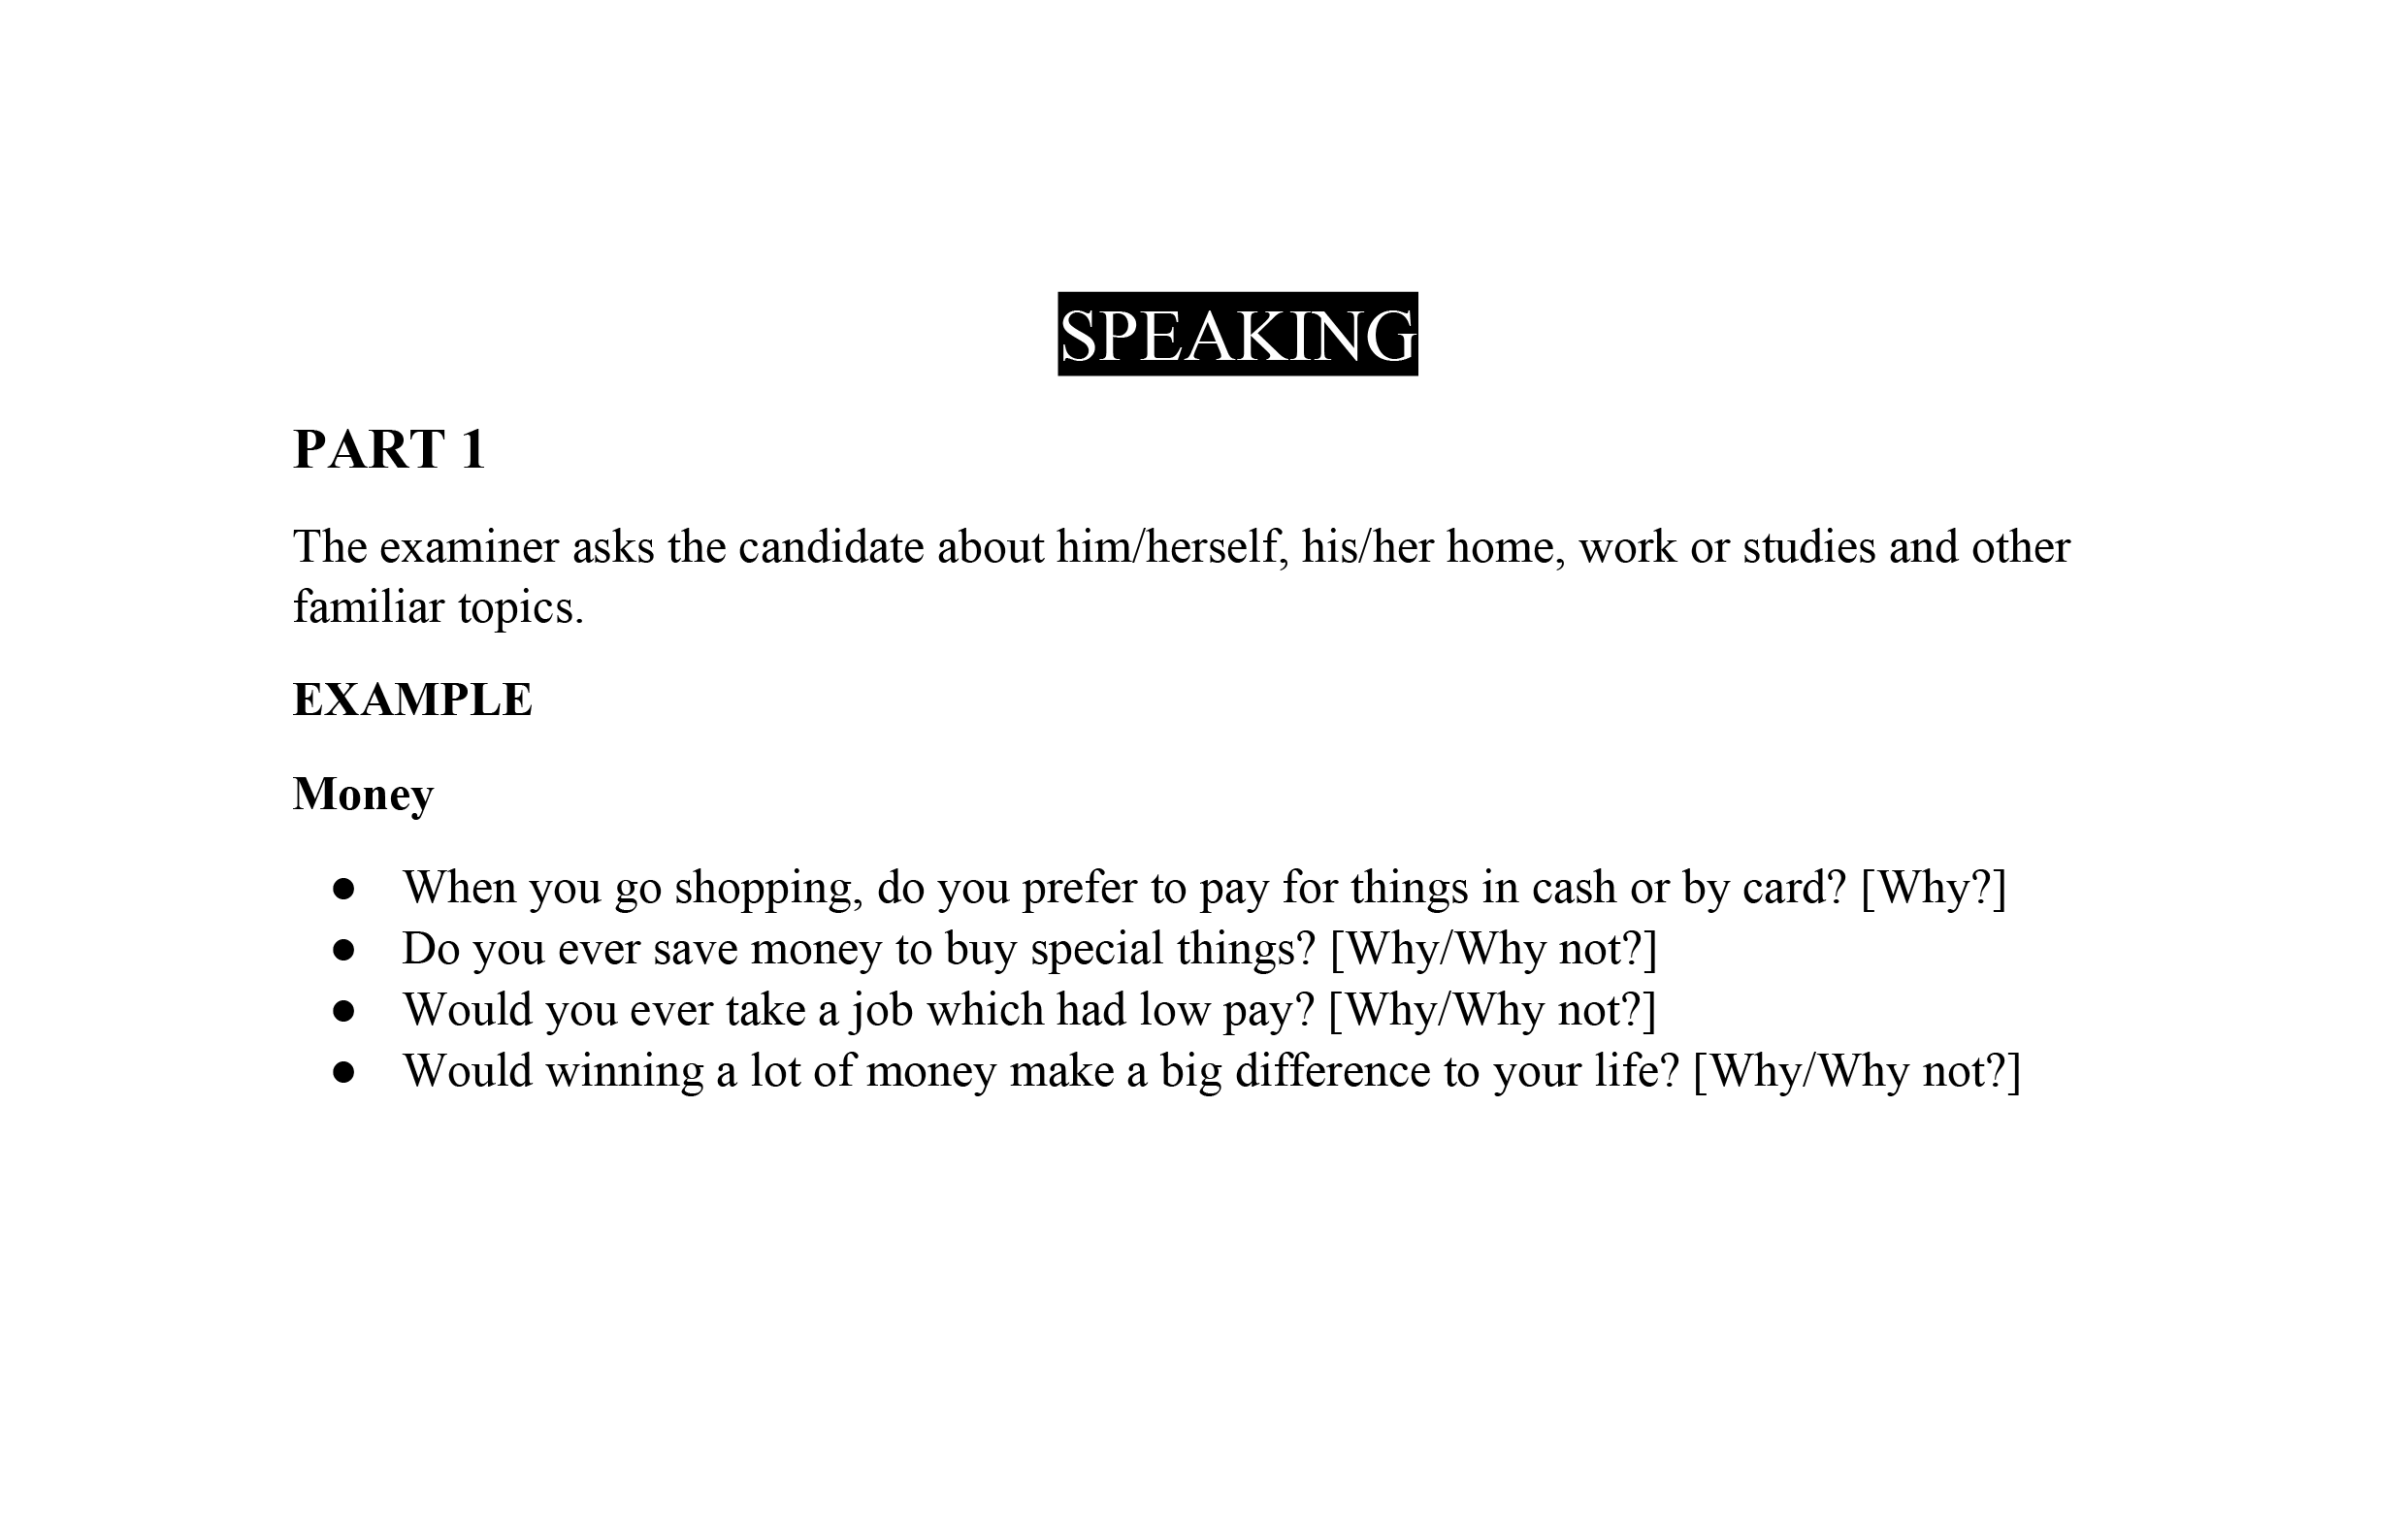 SPEAKING
PART 1
The examiner asks the candidate about him/herself, his/her home, work or studies and other
familiar topics.
EXAMPLE
Money
● When you go shopping, do you prefer to pay for things in cash or by card? [Why?]
● Do you ever save money to buy special things? [Why/Why not?]
● Would you ever take a job which had low pay? [Why/Why not?]
● Would winning a lot of money make a big difference to your life? [Why/Why not?]